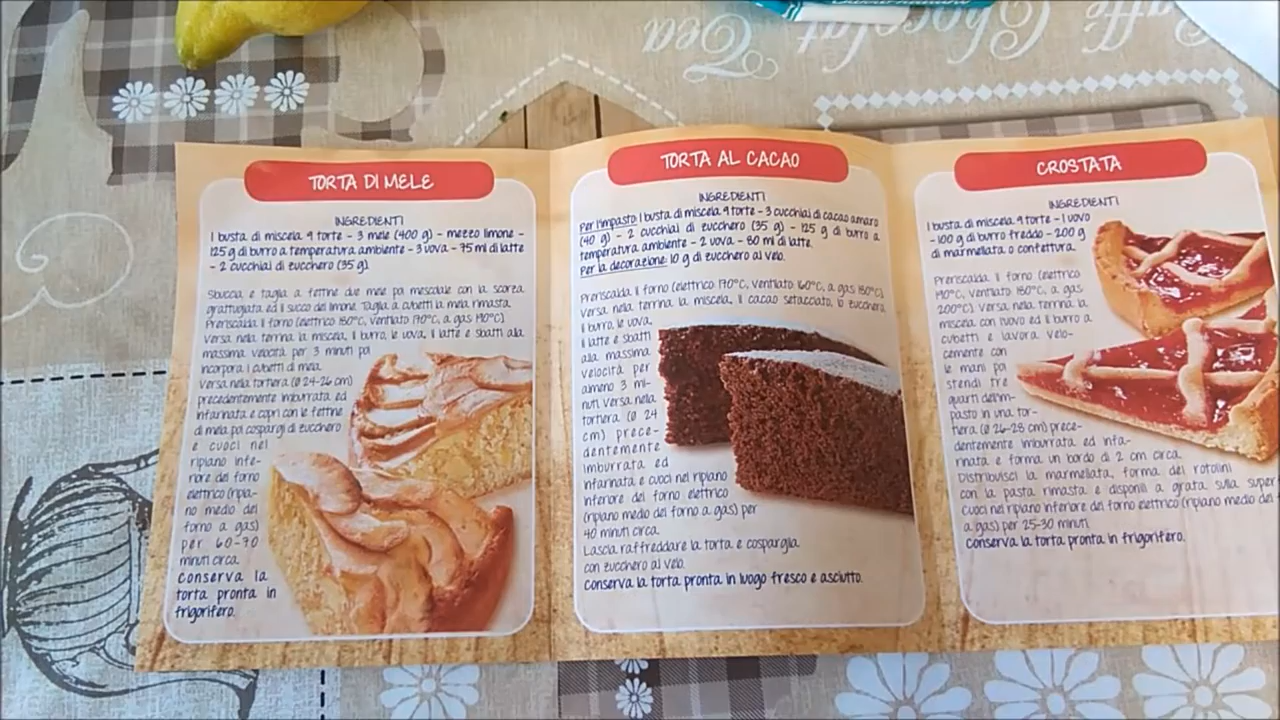 Caffè Chocolat Tea
TORTA DI MELE
INGREDIENTI
1 busta di miscela 9 torte - 3 mele (400 g) - mezzo limone -
125 g di burro a temperatura ambiente - 3 uova - 75 ml di latte
- 2 cucchiai di zucchero (35 g).
Sbuccia e taglia a fettine due mele poi mescolale con la scorza
grattugiata ed il succo del limone. Taglia a cubetti la mela rimasta.
Preriscalda il forno (elettrico 180°C, ventilato 170°C, a gas 190°C).
Versa nella terrina la miscela, il burro, le uova, il latte e sbatti alla
massima velocità per 3 minuti poi
incorpora i cubetti di mela.
Versa nella tortiera (Ø 24-26 cm)
precedentemente imburrata ed
infarinata e copri con le fettine
di mela poi cospargi di zucchero
e cuoci nel
ripiano infe-
riore del forno
elettrico (ripia-
no medio del
forno a gas)
per 60-70
minuti circa.
Conserva la
torta pronta in
frigorifero.
TORTA AL CACAO
INGREDIENTI
Per l'impasto: 1 busta di miscela 9 torte - 3 cucchiai di cacao amaro
(40 g) - 2 cucchiai di zucchero (35 g) - 125 g di burro a
temperatura ambiente - 2 uova - 80 ml di latte.
Per la decorazione: 10 g di zucchero al velo.
Preriscalda il forno (elettrico 170°C, ventilato 160°C, a gas 180°C).
Versa nella terrina la miscela, il cacao setacciato, lo zucchero,
il burro, le uova,
il latte e sbatti
alla massima
velocità per
almeno 3 mi-
nuti. Versa nella
tortiera (Ø 24
cm) prece-
dentemente
imburrata ed
infarinata e cuoci nel ripiano
inferiore del forno elettrico
(ripiano medio del forno a gas) per
40 minuti circa.
Lascia raffreddare la torta e cospargila
con zucchero al velo.
Conserva la torta pronta in luogo fresco e asciutto.
CROSTATA
INGREDIENTI
1 busta di miscela 9 torte - 1 uovo
- 100 g di burro freddo - 200 g
di marmellata o confettura.
Preriscalda il forno (elettrico
190°C, ventilato 180°C, a gas
200°C). Versa nella terrina la
miscela con l'uovo ed il burro a
cubetti e lavora velo-
cemente con
le mani poi
stendi tre
quarti dell'im-
pasto in una tor-
tiera (Ø 26-28 cm) prece-
dentemente imburrata ed infa-
rinata e forma un bordo di 2 cm circa.
Distribuisci la marmellata, forma dei rotolini
con la pasta rimasta e disponili a grata sulla super
Cuoci nel ripiano inferiore del forno elettrico (ripiano medio del
a gas) per 25-30 minuti.
Conserva la torta pronta in frigorifero.